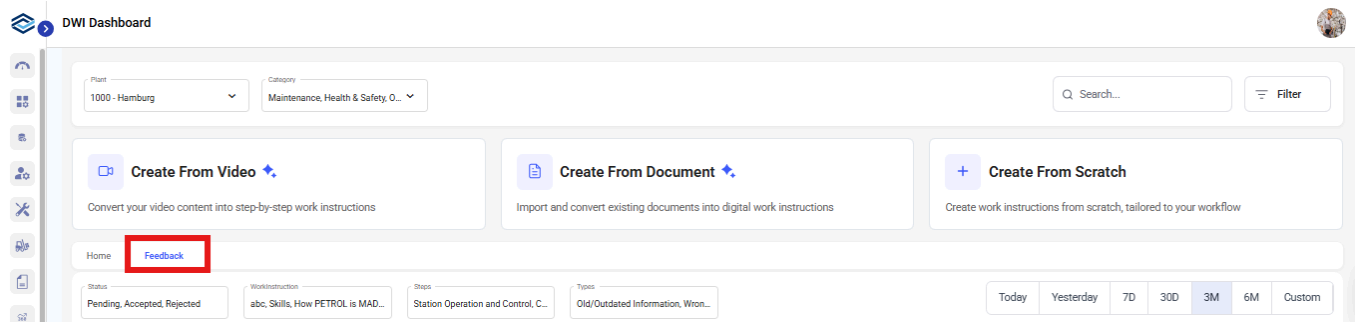 DWI Dashboard
Plant
1000 - Hamburg
Category
Maintenance, Health & Safety, O...
Search...
Filter
Create From Video
Convert your video content into step-by-step work instructions
Create From Document
Import and convert existing documents into digital work instructions
Create From Scratch
Create work instructions from scratch, tailored to your workflow
Home Feedback
Status
Pending, Accepted, Rejected
WorkInstruction
abc, Skills, How PETROL is MAD...
Steps
Station Operation and Control, C...
Types
Old/Outdated Information, Wron...
Today Yesterday 7D 30D 3M 6M Custom